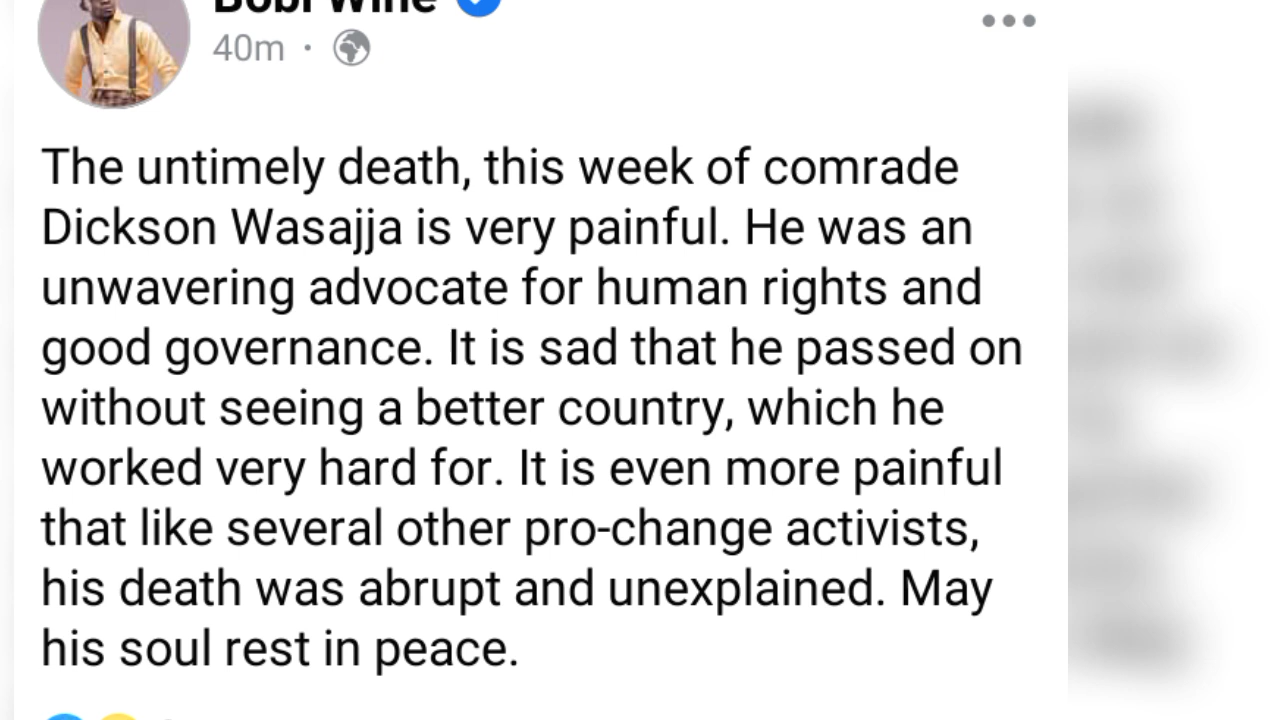 Bobi Wine
40m ·
The untimely death, this week of comrade
Dickson Wasajja is very painful. He was an
unwavering advocate for human rights and
good governance. It is sad that he passed on
without seeing a better country, which he
worked very hard for. It is even more painful
that like several other pro-change activists,
his death was abrupt and unexplained. May
his soul rest in peace.